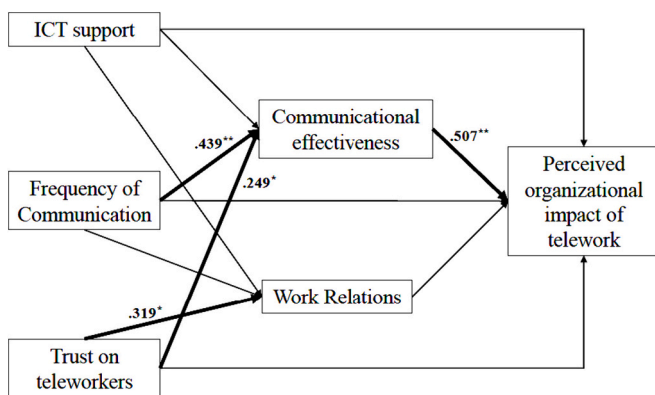 ICT support
Communicational
effectiveness
.439**
.507**
.249*
Perceived
organizational
impact of
telework
Frequency of
Communication
Work Relations
.319*
Trust on
teleworkers